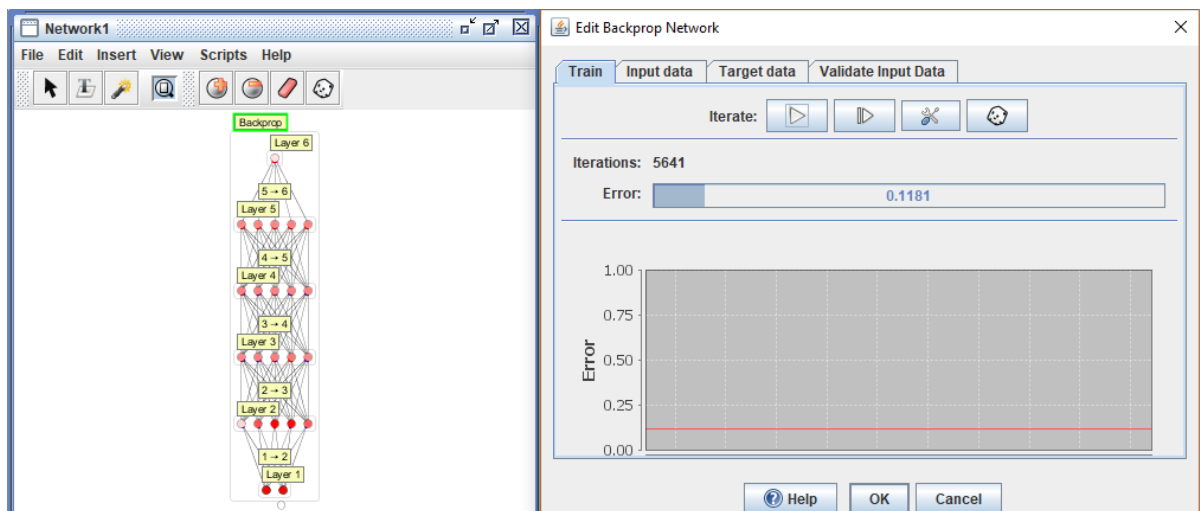 Network1
File Edit Insert View Scripts Help
Backprop
Layer 6
5 → 6
Layer 5
4 → 5
Layer 4
3 → 4
Layer 3
2 → 3
Layer 2
1 → 2
Layer 1
Edit Backprop Network
Train Input data Target data Validate Input Data
Iterate:
Iterations: 5641
Error: 0.1181
1.00
0.75
0.50
0.25
0.00
Error
Help OK Cancel